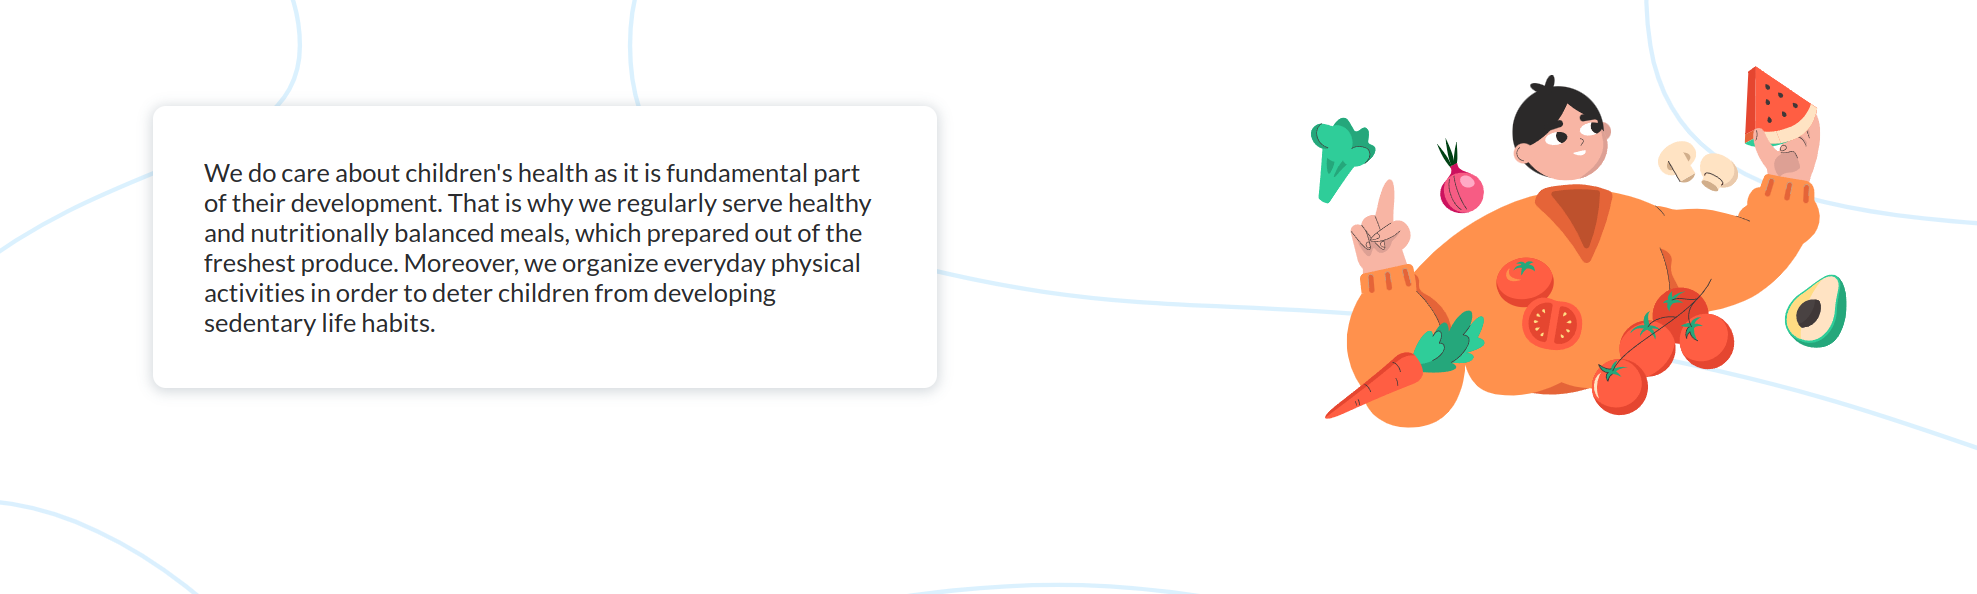 We do care about children's health as it is fundamental part
of their development. That is why we regularly serve healthy
and nutritionally balanced meals, which prepared out of the
freshest produce. Moreover, we organize everyday physical
activities in order to deter children from developing
sedentary life habits.